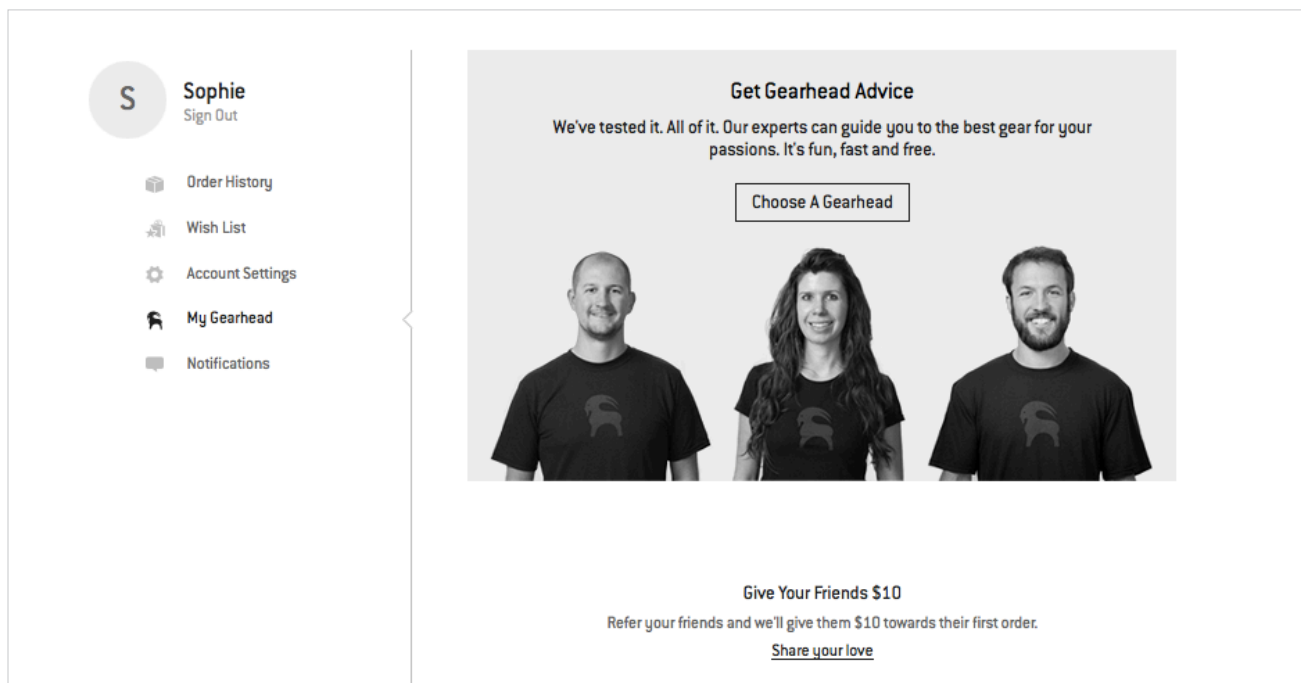 S
Sophie
Sign Out
Order History
Wish List
Account Settings
My Gearhead
Notifications
Get Gearhead Advice
We've tested it. All of it. Our experts can guide you to the best gear for your
passions. It's fun, fast and free.
Choose A Gearhead
Give Your Friends $10
Refer your friends and we'll give them $10 towards their first order.
Share your love